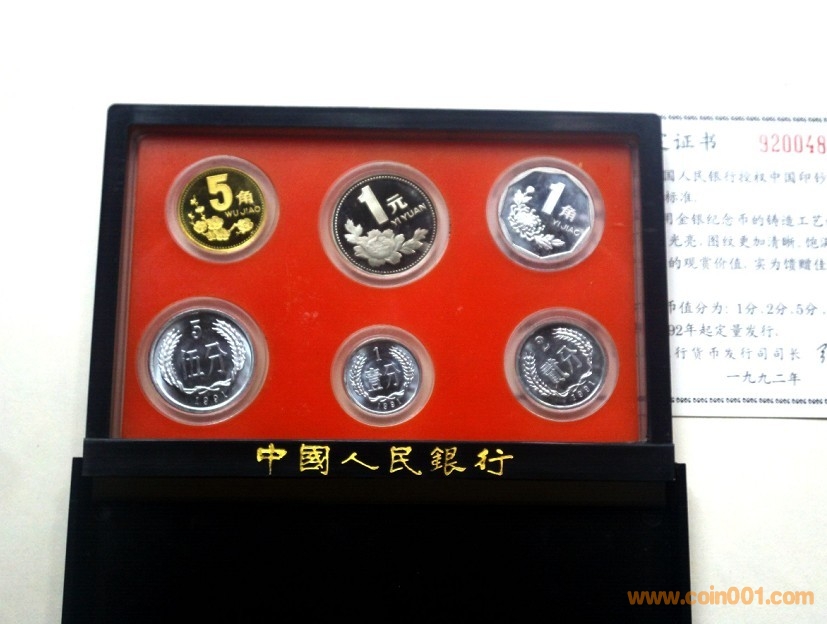 证书 920048
5角
WU JIAO
1元
YI YUAN
1角
YI JIAO
国人民银行授权中国印钞
标准.
用金银纪念币的铸造工艺
光亮, 图纹更加清晰, 饱满
的观赏价值, 实为馈赠佳
币值分为: 1分、2分、5分、
92年起定量发行.
行货币发行司司长
一九九二年
5
伍分
1991
1
壹分
1991
2
贰分
1991
中國人民銀行
www.coin001.com